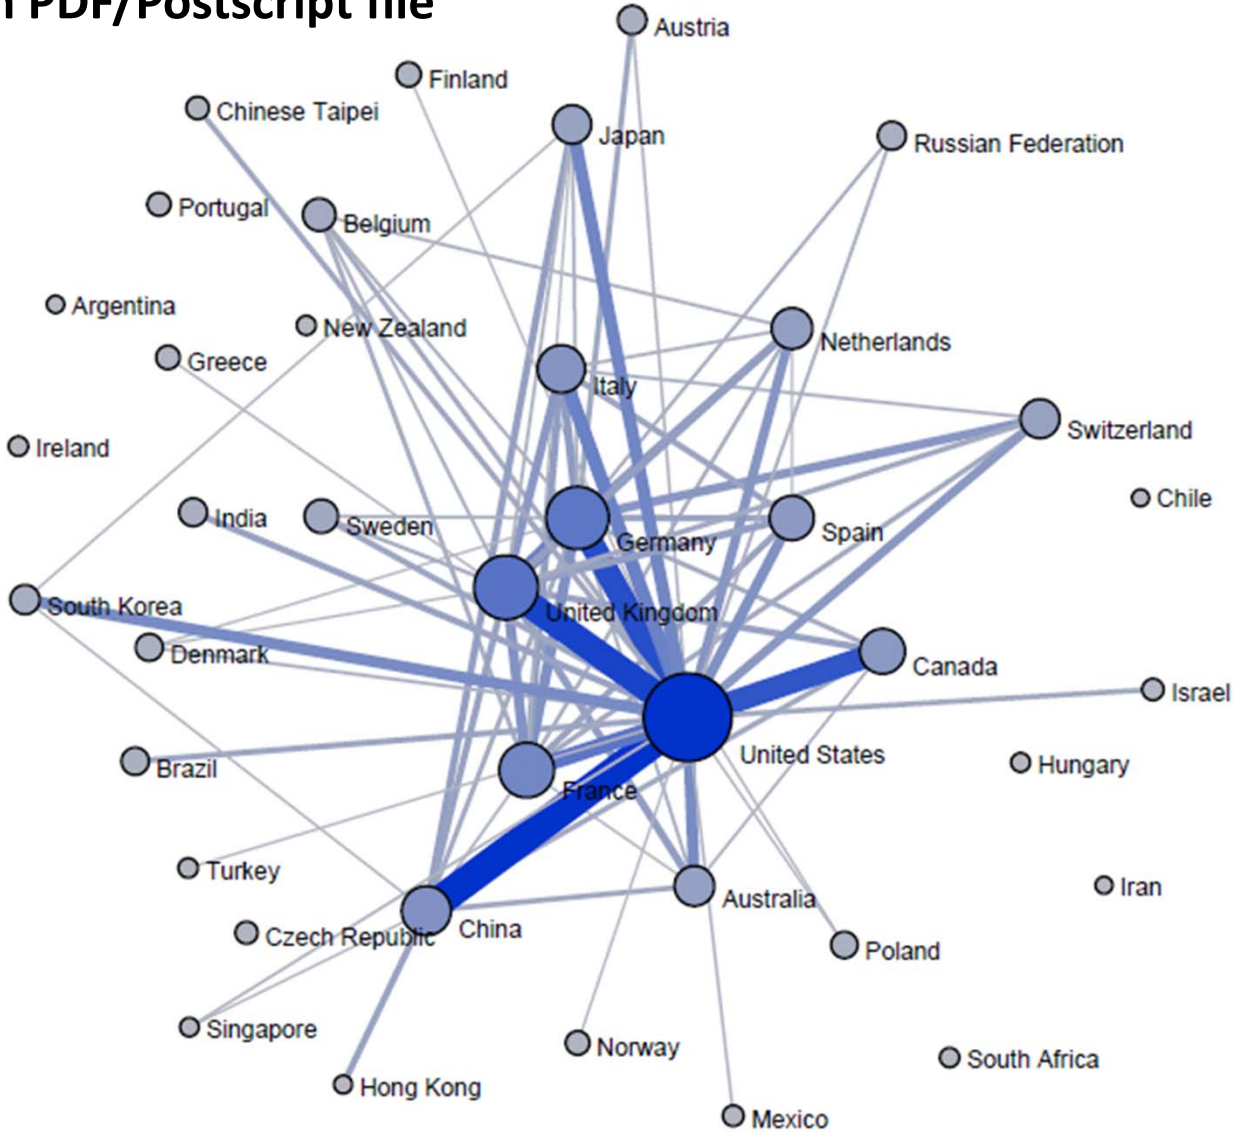 n PDF/Postscript file
Austria
Finland
Chinese Taipei
Japan
Russian Federation
Portugal
Belgium
Argentina
New Zealand
Netherlands
Greece
Italy
Switzerland
Ireland
Chile
India
Sweden
Spain
Germany
South Korea
United Kingdom
Denmark
Canada
Israel
United States
Hungary
Brazil
France
Turkey
Iran
Australia
China
Czech Republic
Poland
Singapore
Norway
South Africa
Hong Kong
Mexico